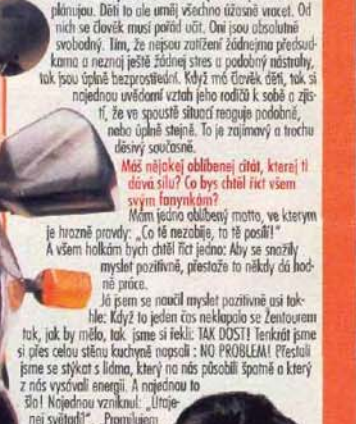 plánujou. Děti to ale uměj všechno úžasně vracet. Od
nich se člověk musí pořád učit. Oni jsou absolutně
svobodný. Tím, že nejsou zatížení žádnejma předsud-
kama a neznaj ještě žádnej stres a podobný nástrahy,
tak jsou úplně bezprostřední. Když má člověk děti, tak si
najednou uvědomí vztah jeho rodičů k sobě a zjis-
tí, že ve spoustě situací reaguje podobně,
nebo úplně stejně. To je zajímavý a trochu
děsivý současně.
Máš nějakej oblíbenej citát, kterej ti
dává sílu? Co bys chtěl říct všem
svým fanynkám?
Mám jedno oblíbený motto, ve kterym
je hrozně pravdy: „Co tě nezabije, to tě posílí!"
A všem holkám bych chtěl říct jedno: Aby se snažily
myslet pozitivně, přestože to někdy dá hod-
ně práce.
Já jsem se naučil myslet pozitivně asi tak-
hle: Když to jeden čas neklapalo se Žentourem
tak, jak by mělo, tak jsme si řekli: TAK DOST! Tenkrát jsme
si přes celou stěnu kuchyně napsali : NO PROBLEM! Přestali
jsme se stýkat s lidma, který na nás působili špatně a který
z nás vysávali energii. A najednou to
šlo! Najednou vzniknul: „Utaje-
nej světadíl", „Promilujem